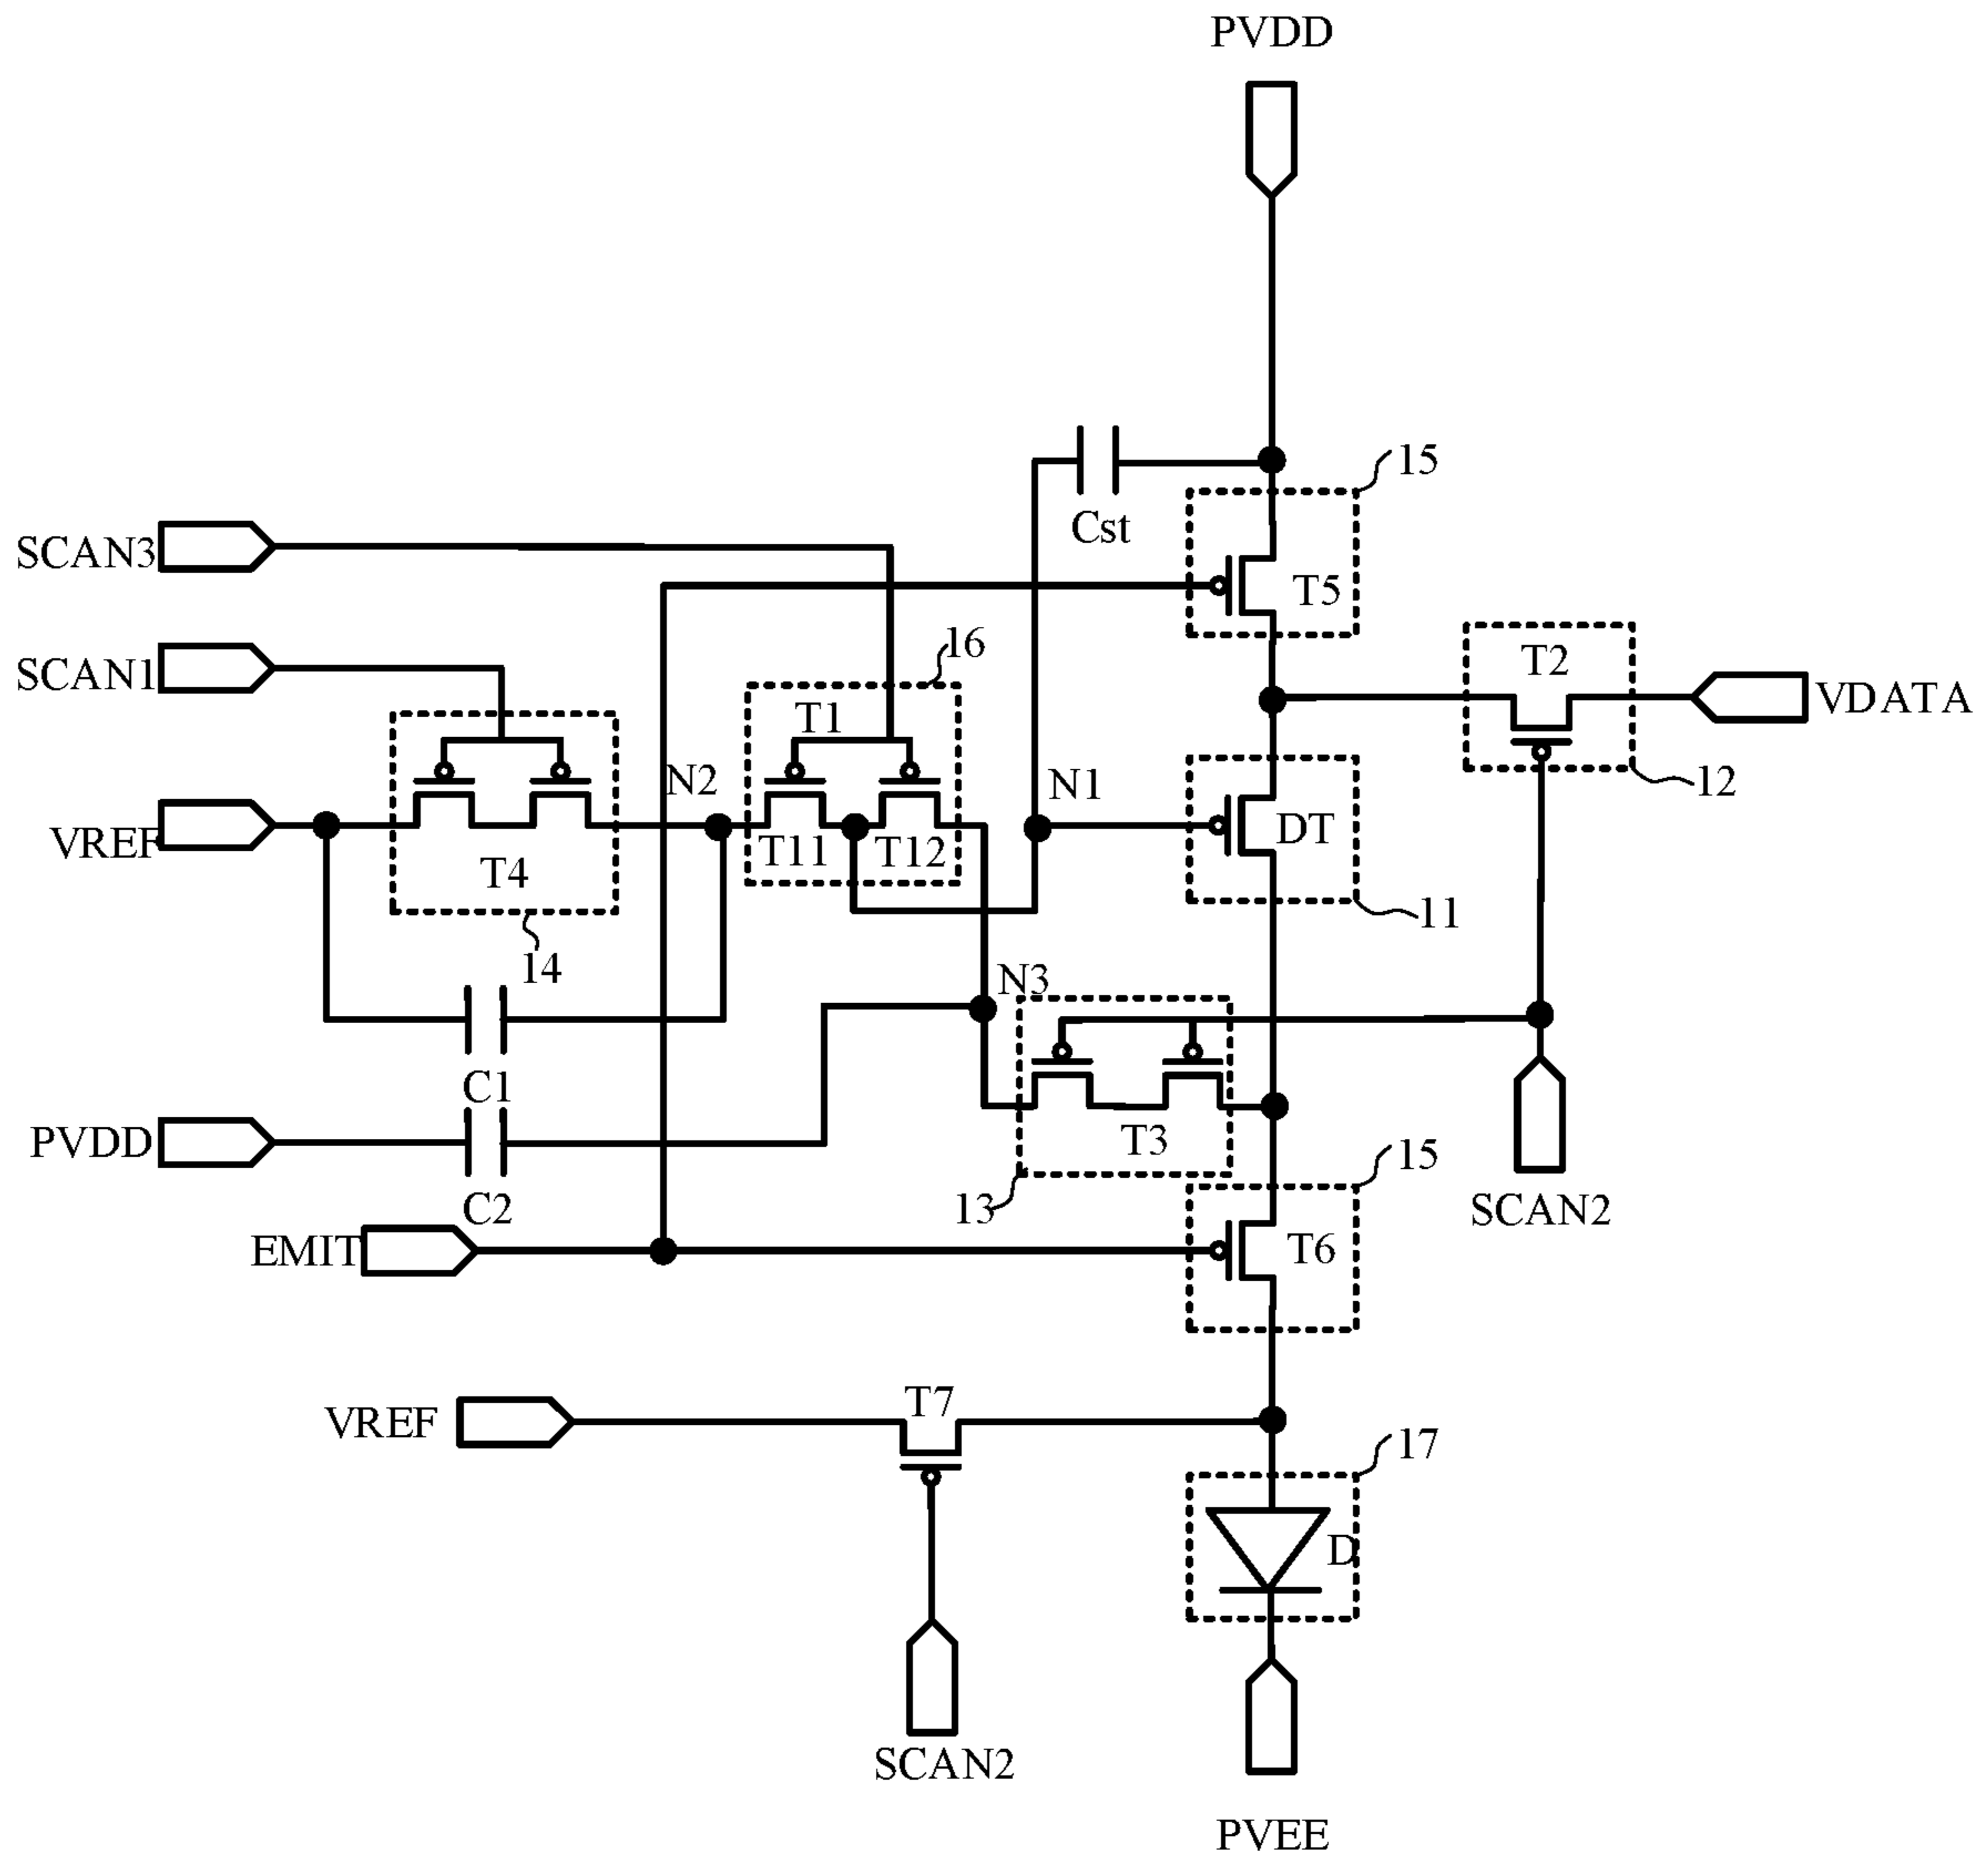 PVDD
15
Cst
SCAN3
T5
16
SCAN1
T2
VDATA
T1
N2
N1
12
DT
VREF
T11
T12
T4
11
14
N3
C1
PVDD
T3
15
C2
13
SCAN2
EMIT
T6
T7
VREF
17
D
SCAN2
PVEE